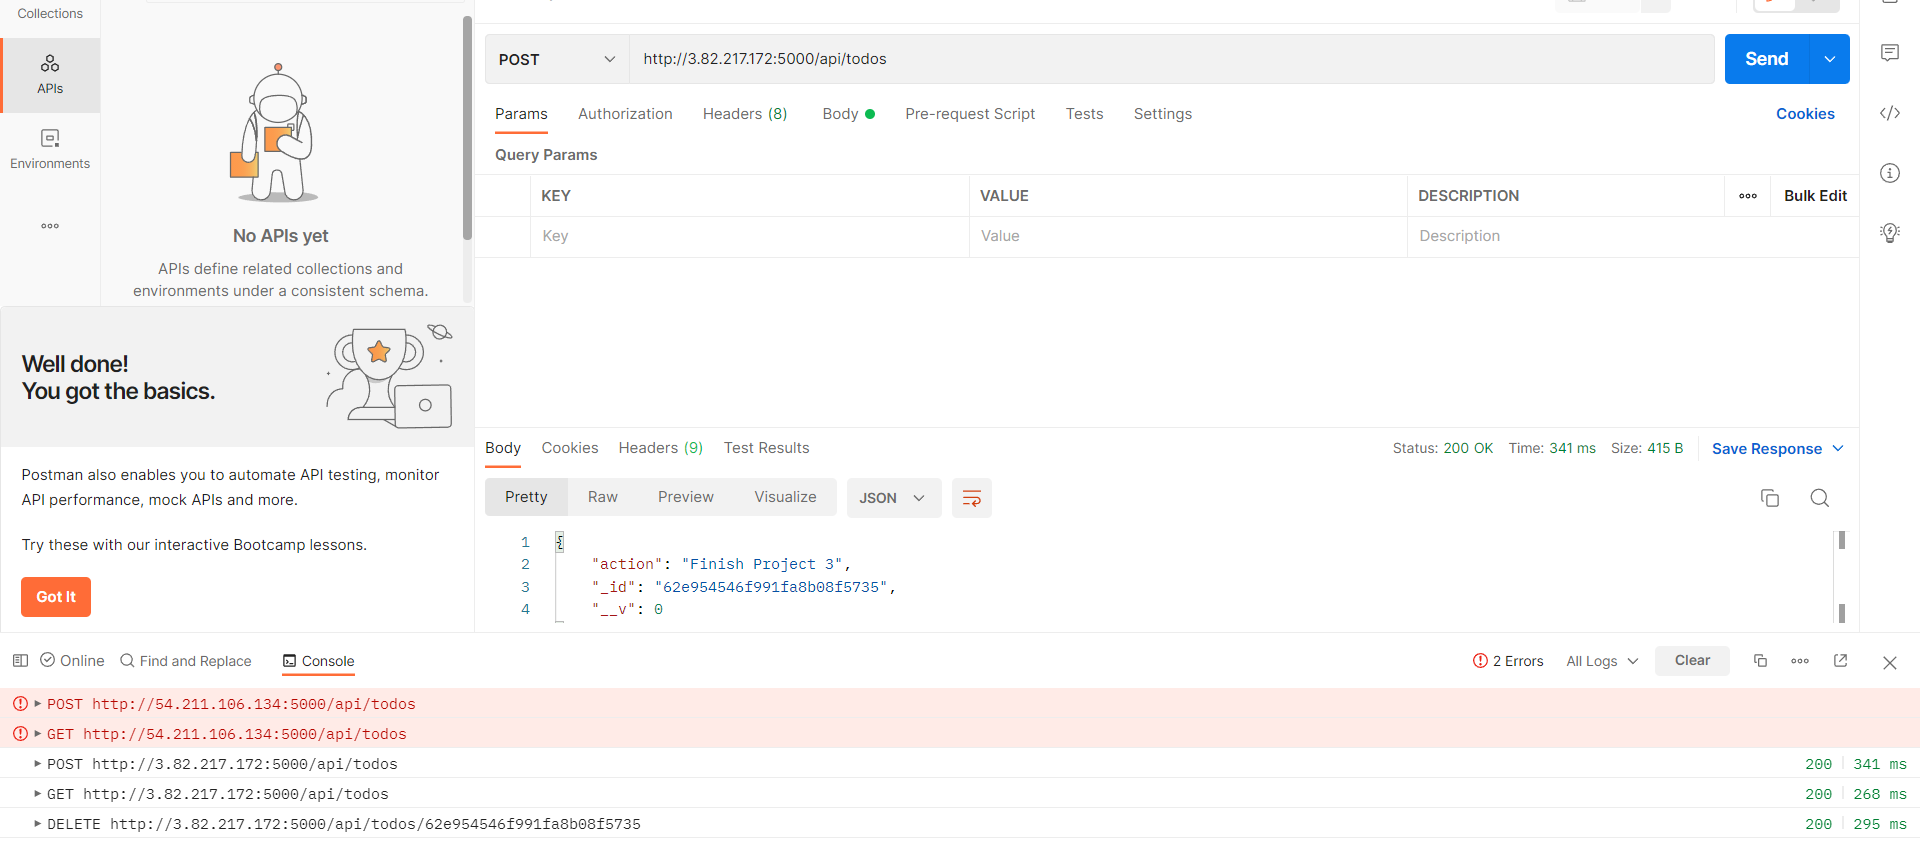 Collections
APIs
Environments
No APIs yet
APIs define related collections and
environments under a consistent schema.
Well done!
You got the basics.
Postman also enables you to automate API testing, monitor
API performance, mock APIs and more.
Try these with our interactive Bootcamp lessons.
Got It
POST http://3.82.217.172:5000/api/todos Send
Params Authorization Headers (8) Body Pre-request Script Tests Settings Cookies
Query Params
KEY VALUE DESCRIPTION Bulk Edit
Key Value Description
Body Cookies Headers (9) Test Results Status: 200 OK Time: 341 ms Size: 415 B Save Response
Pretty Raw Preview Visualize JSON
1 {
2 "action": "Finish Project 3",
3 "_id": "62e954546f991fa8b08f5735",
4 "__v": 0
Online Find and Replace Console 2 Errors All Logs Clear
POST http://54.211.106.134:5000/api/todos
GET http://54.211.106.134:5000/api/todos
POST http://3.82.217.172:5000/api/todos 200 341 ms
GET http://3.82.217.172:5000/api/todos 200 268 ms
DELETE http://3.82.217.172:5000/api/todos/62e954546f991fa8b08f5735 200 295 ms